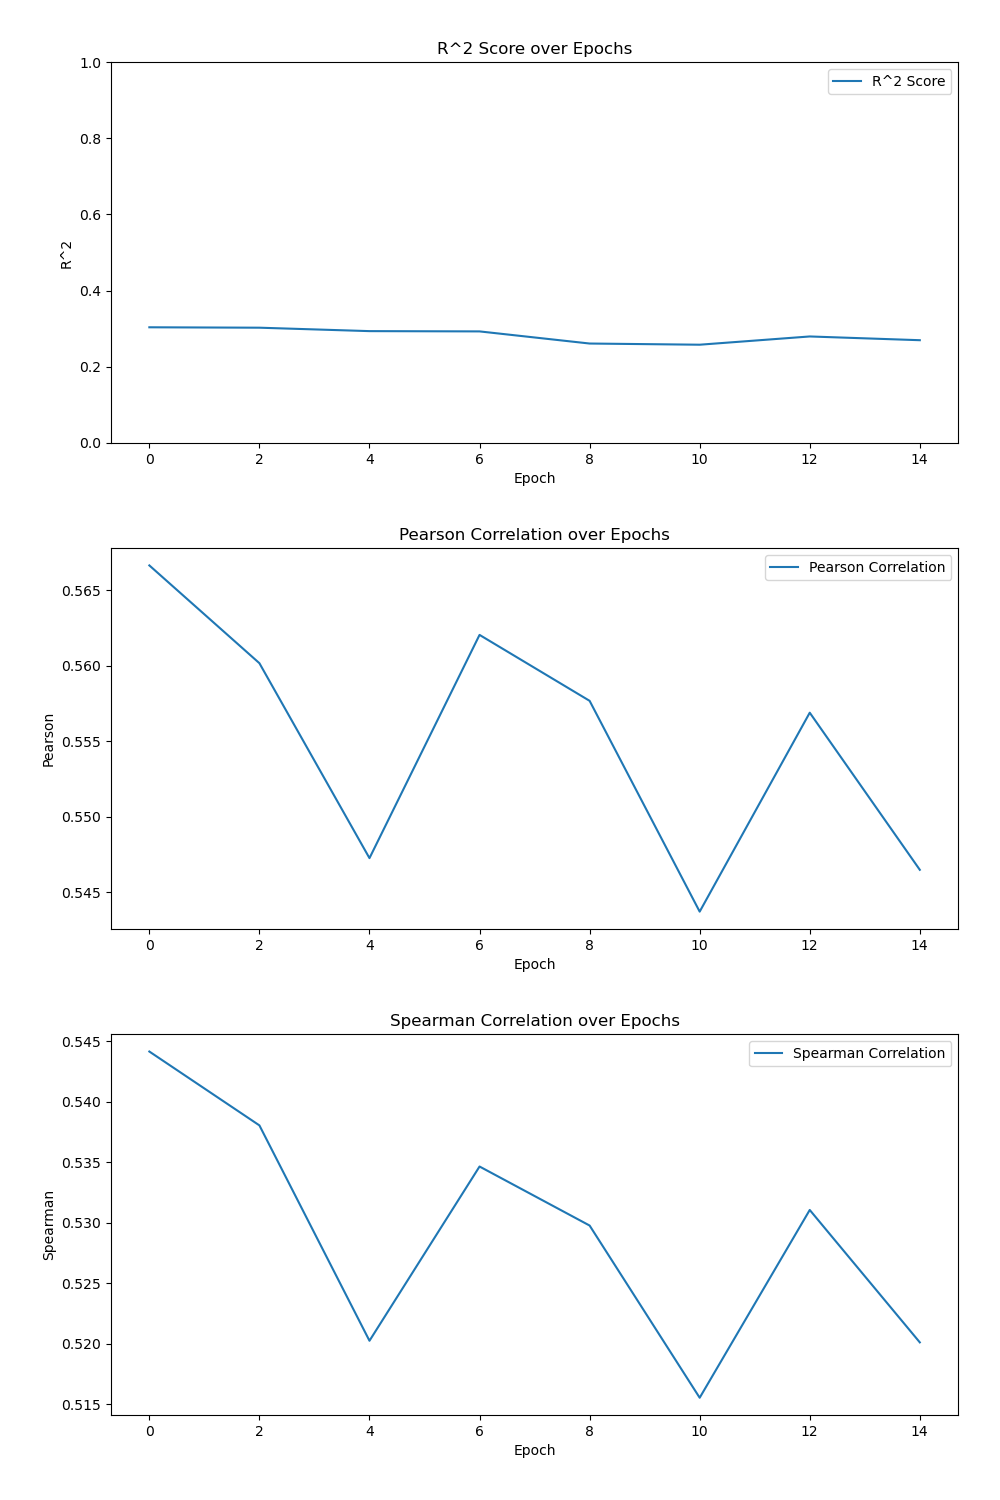 R^2 Score over Epochs
1.0
R^2 Score
0.8
0.6
R^2
0.4
0.2
0.0
0 2 4 6 8 10 12 14
Epoch
Pearson Correlation over Epochs
Pearson Correlation
0.565
0.560
0.555
Pearson
0.550
0.545
0 2 4 6 8 10 12 14
Epoch
Spearman Correlation over Epochs
0.545
Spearman Correlation
0.540
0.535
0.530
Spearman
0.525
0.520
0.515
0 2 4 6 8 10 12 14
Epoch